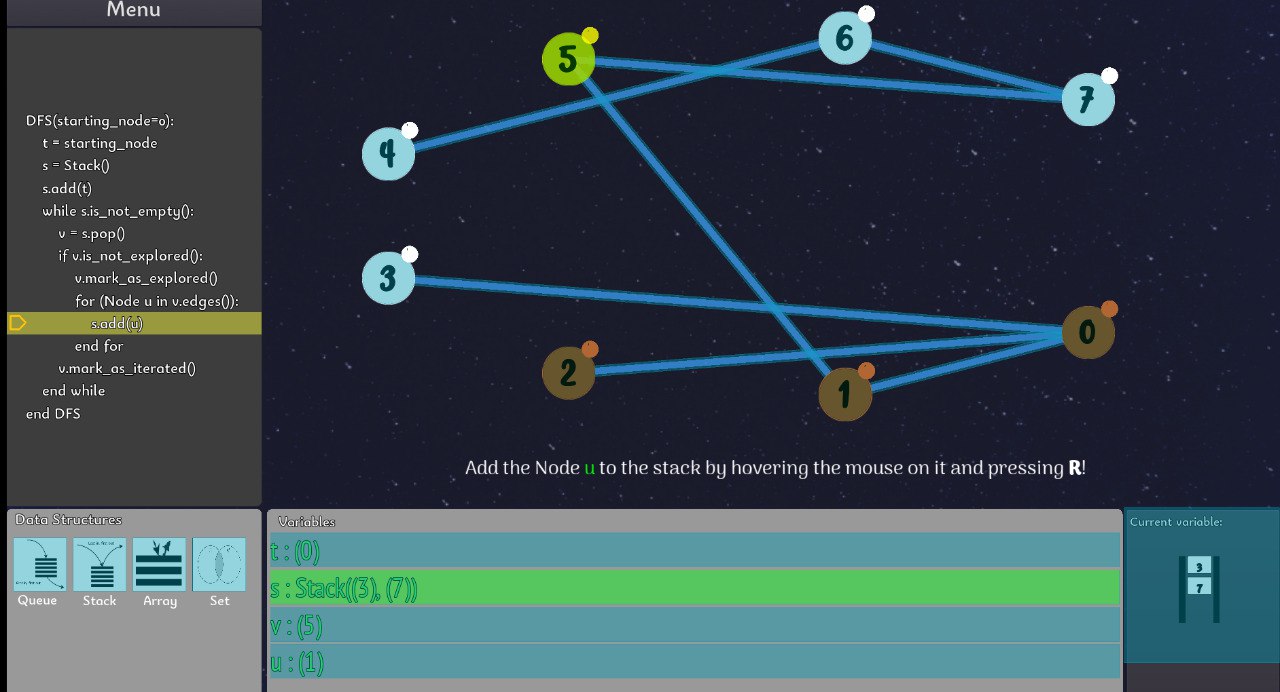 Menu
DFS(starting_node=0):
t = starting_node
s = Stack()
s.add(t)
while s.is_not_empty():
v = s.pop()
if v.is_not_explored():
v.mark_as_explored()
for (Node u in v.edges()):
s.add(u)
end for
v.mark_as_iterated()
end while
end DFS
6
5
7
4
3
0
2
1
Add the Node u to the stack by hovering the mouse on it and pressing R!
Data Structures
Queue
Stack
Array
Set
Variables
t : (0)
s : Stack((3), (7))
v : (5)
u : (1)
Current variable:
3
7